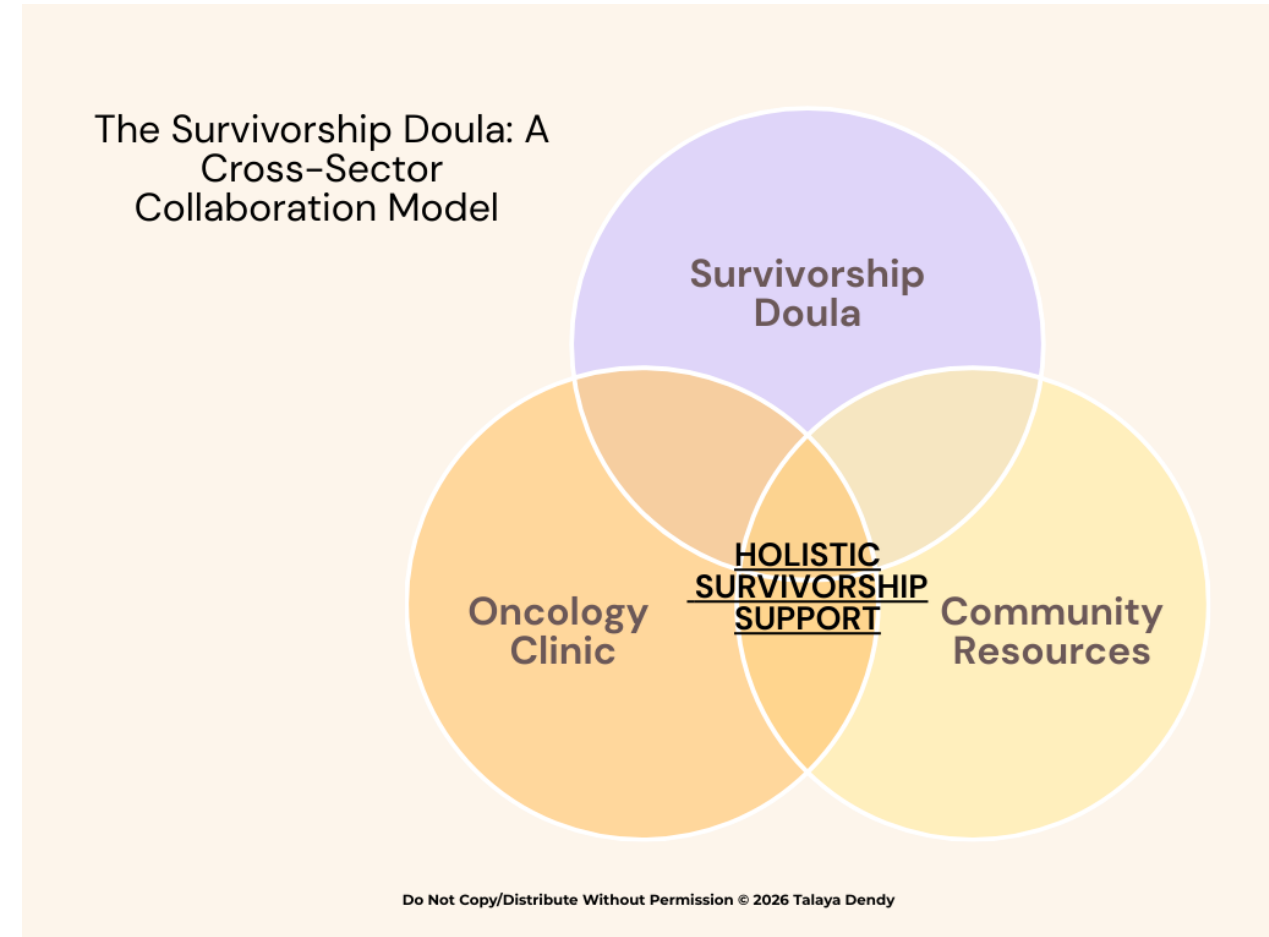 The Survivorship Doula: A
Cross-Sector
Collaboration Model
Survivorship
Doula
HOLISTIC
SURVIVORSHIP
SUPPORT
Oncology
Clinic
Community
Resources
Do Not Copy/Distribute Without Permission © 2026 Talaya Dendy